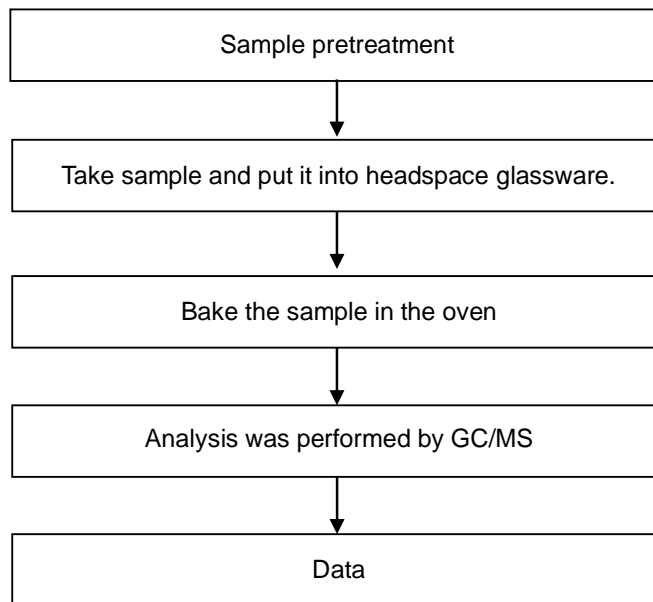 Sample pretreatment
Take sample and put it into headspace glassware.
Bake the sample in the oven
Analysis was performed by GC/MS
Data